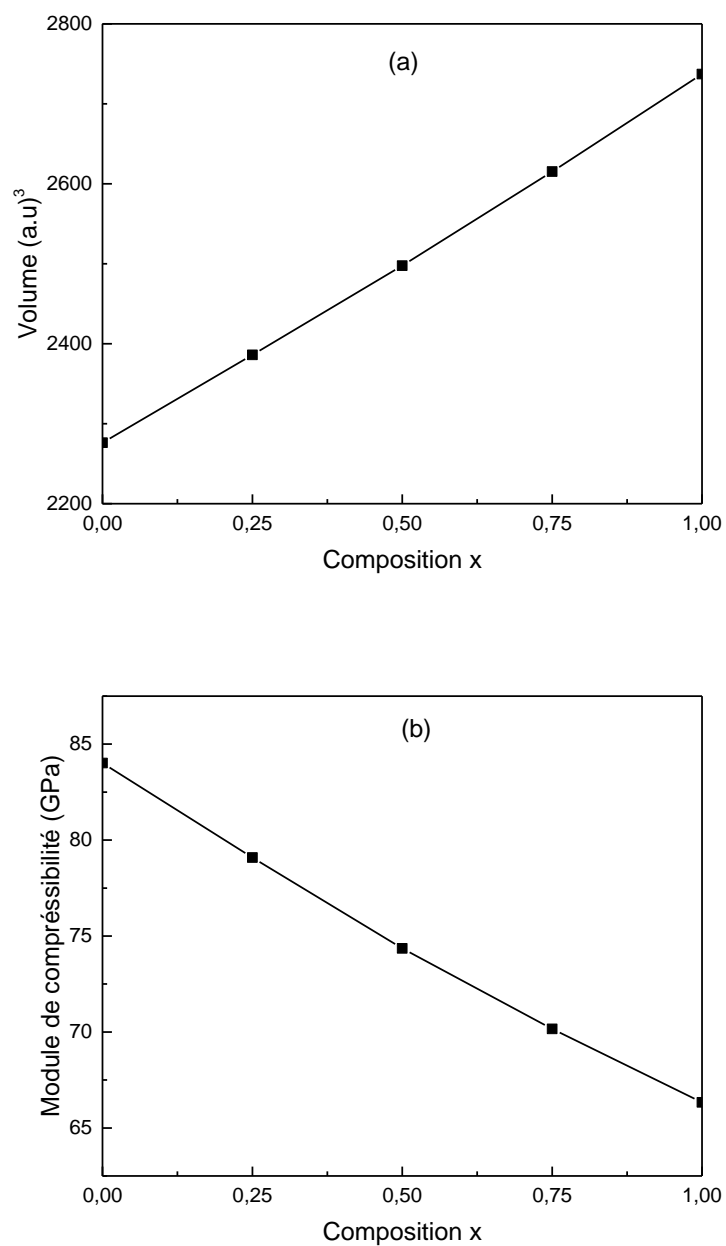 (a)
2800
2600
2400
2200
Volume (a.u)³
0,00 0,25 0,50 0,75 1,00
Composition x
(b)
85
80
75
70
65
Module de compréssibilité (GPa)
0,00 0,25 0,50 0,75 1,00
Composition x